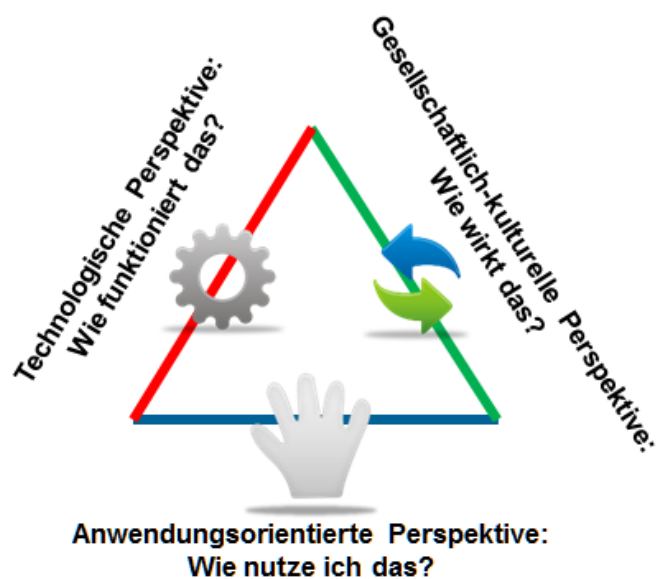 Technologische Perspektive:
Wie funktioniert das?
Gesellschaftlich-kulturelle Perspektive:
Wie wirkt das?
Anwendungsorientierte Perspektive:
Wie nutze ich das?